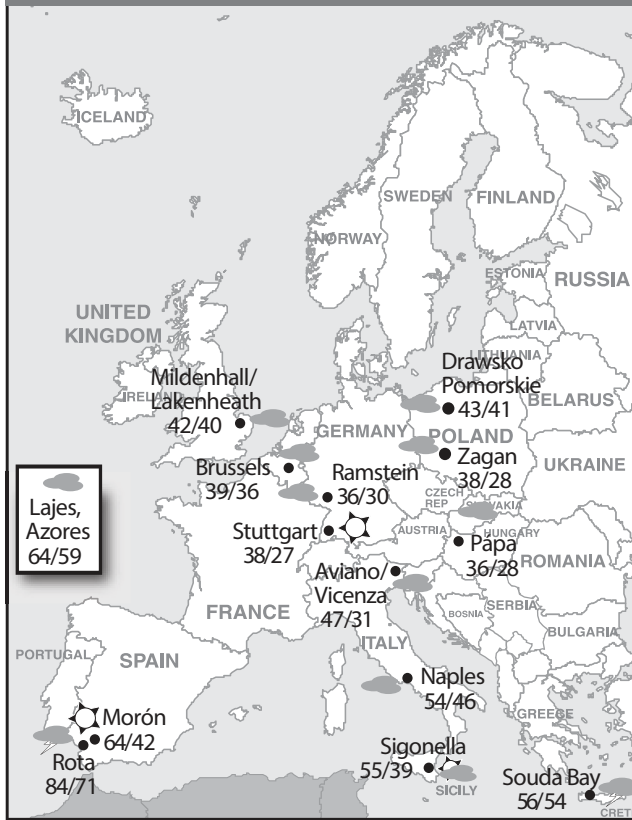 ICELAND
SWEDEN
FINLAND
NORWAY
ESTONIA
RUSSIA
LATVIA
UNITED
KINGDOM
LITHUANIA
Drawsko
Pomorskie
43/41
Mildenhall/
Lakenheath
42/40
IRELAND
BELARUS
GERMANY
POLAND
Zagan
38/28
Brussels
39/36
Ramstein
36/30
UKRAINE
CZECH
REP
SLOVAKIA
Lajes,
Azores
64/59
Stuttgart
38/27
AUSTRIA
HUNGARY
Pápa
36/28
ROMANIA
Aviano/
Vicenza
47/31
FRANCE
BOSNIA
SERBIA
BULGARIA
ITALY
PORTUGAL
SPAIN
Naples
54/46
GREECE
Morón
64/42
Rota
84/71
Sigonella
55/39
SICILY
Souda Bay
56/54
CRET